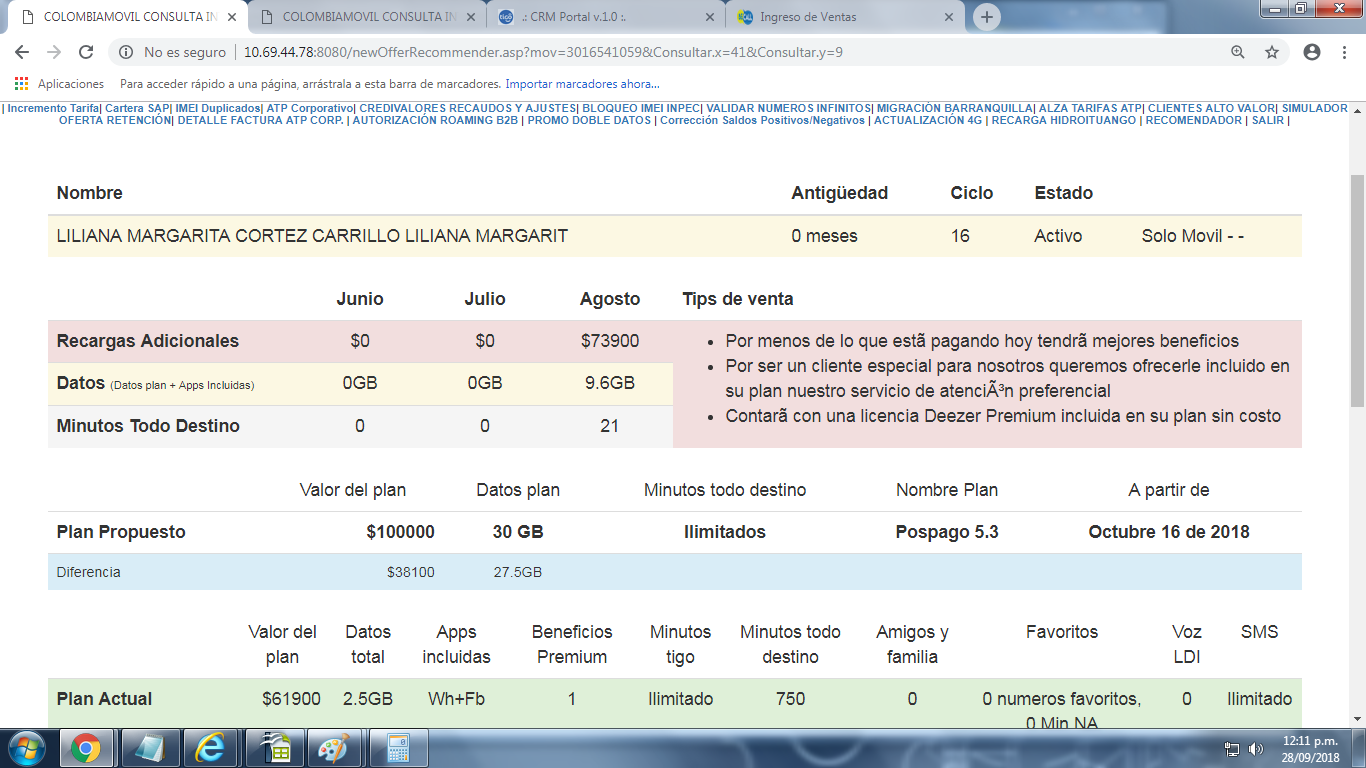 COLOMBIAMOVIL CONSULTA IN
COLOMBIAMOVIL CONSULTA IN
tigo .: CRM Portal v.1.0 :.
Ingreso de Ventas
No es seguro | 10.69.44.78:8080/newOfferRecommender.asp?mov=3016541059&Consultar.x=41&Consultar.y=9
Aplicaciones Para acceder rápido a una página, arrástrala a esta barra de marcadores. Importar marcadores ahora...
| Incremento Tarifa| Cartera SAP| IMEI Duplicados| ATP Corporativo| CREDIVALORES RECAUDOS Y AJUSTES| BLOQUEO IMEI INPEC| VALIDAR NUMEROS INFINITOS| MIGRACIÓN BARRANQUILLA| ALZA TARIFAS ATP| CLIENTES ALTO VALOR| SIMULADOR
OFERTA RETENCIÓN| DETALLE FACTURA ATP CORP. | AUTORIZACIÓN ROAMING B2B | PROMO DOBLE DATOS | Corrección Saldos Positivos/Negativos | ACTUALIZACIÓN 4G | RECARGA HIDROITUANGO | RECOMENDADOR | SALIR |
Nombre Antigüedad Ciclo Estado
LILIANA MARGARITA CORTEZ CARRILLO LILIANA MARGARIT 0 meses 16 Activo Solo Movil - -
Junio Julio Agosto Tips de venta
Recargas Adicionales $0 $0 $73900
Datos (Datos plan + Apps Incluidas) 0GB 0GB 9.6GB
Minutos Todo Destino 0 0 21
• Por menos de lo que estã pagando hoy tendrã mejores beneficios
• Por ser un cliente especial para nosotros queremos ofrecerle incluido en
su plan nuestro servicio de atenciÃ³n preferencial
• Contarã con una licencia Deezer Premium incluida en su plan sin costo
Valor del plan Datos plan Minutos todo destino Nombre Plan A partir de
Plan Propuesto $100000 30 GB Ilimitados Pospago 5.3 Octubre 16 de 2018
Diferencia $38100 27.5GB
Valor del Datos Apps Beneficios Minutos Minutos todo Amigos y Favoritos Voz SMS
plan total incluidas Premium tigo destino familia LDI
Plan Actual $61900 2.5GB Wh+Fb 1 Ilimitado 750 0 0 numeros favoritos, 0 Ilimitado
0 Min NA
12:11 p.m.
28/09/2018